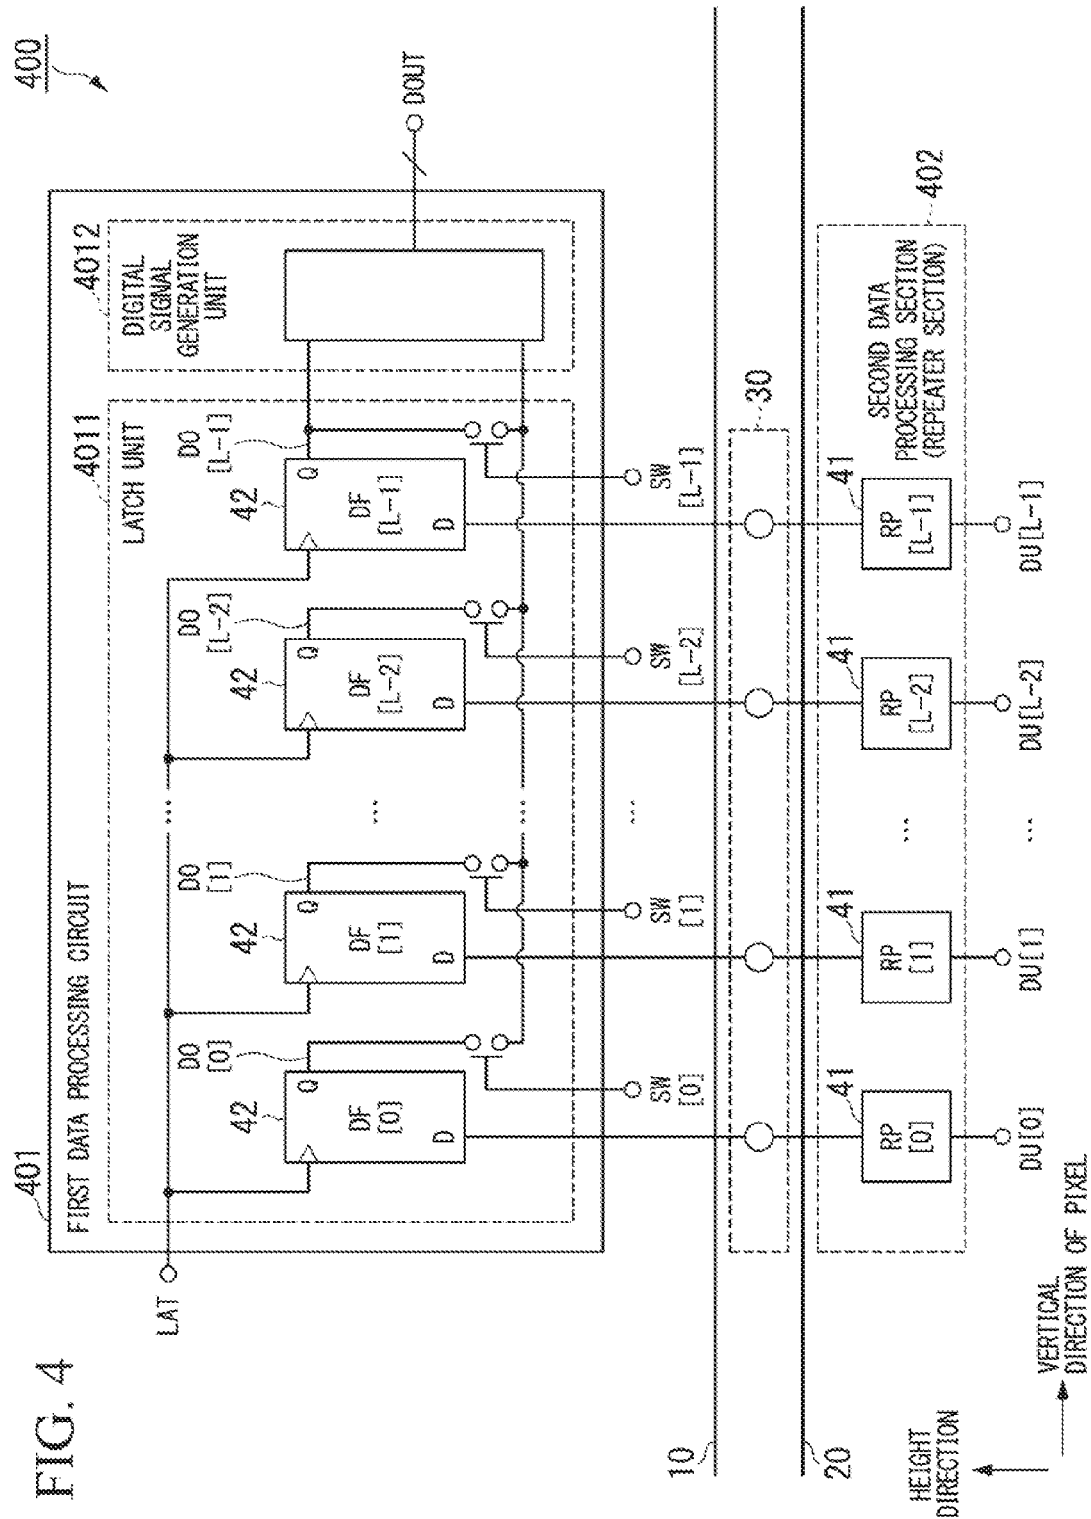 FIG. 4
400
401
FIRST DATA PROCESSING CIRCUIT
4011
LATCH UNIT
4012
DIGITAL
SIGNAL
GENERATION
UNIT
LAT
DOUT
DO
[0]
DO
[1]
DO
[L-2]
DO
[L-1]
42
42
42
42
Q
DF
[0]
D
Q
DF
[1]
D
Q
DF
[L-2]
D
Q
DF
[L-1]
D
...
...
...
...
SW
[0]
SW
[1]
SW
[L-2]
SW
[L-1]
10
30
20
41
41
41
41
RP
[0]
RP
[1]
...
RP
[L-2]
RP
[L-1]
SECOND DATA
PROCESSING SECTION
(REPEATER SECTION)
402
DU[0]
DU[1]
...
DU[L-2]
DU[L-1]
HEIGHT
DIRECTION
VERTICAL
DIRECTION OF PIXEL